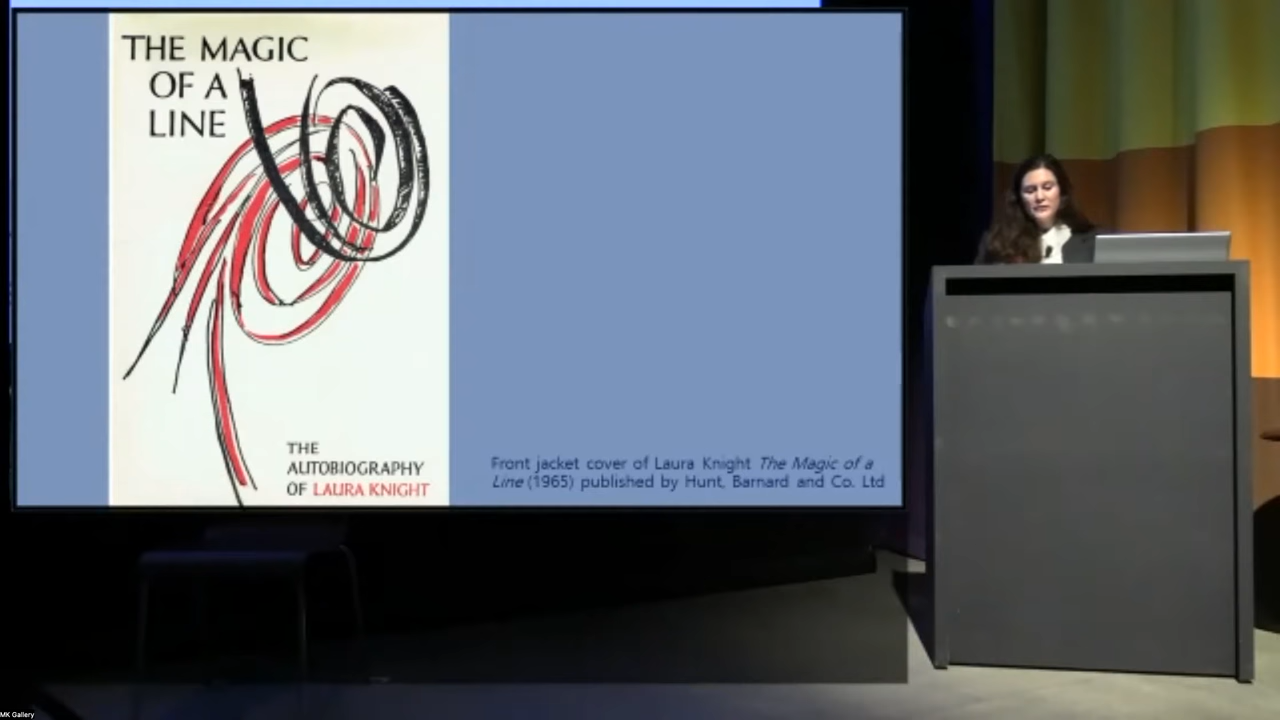 THE MAGIC
OF A
LINE
THE
AUTOBIOGRAPHY
OF LAURA KNIGHT
Front jacket cover of Laura Knight The Magic of a
Line (1965) published by Hunt, Barnard and Co. Ltd
MK Gallery